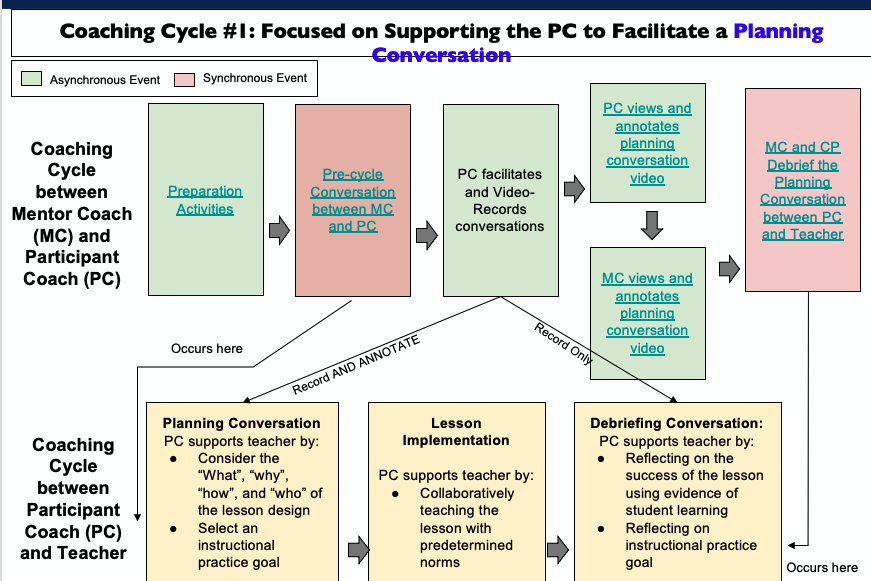 Coaching Cycle #1: Focused on Supporting the PC to Facilitate a Planning
Conversation
Asynchronous Event
Synchronous Event
Coaching
Cycle
between
Mentor Coach
(MC) and
Participant
Coach (PC)
Preparation
Activities
Pre-cycle
Conversation
between MC
and PC
PC facilitates
and Video-
Records
conversations
PC views and
annotates
planning
conversation
video
MC views and
annotates
planning
conversation
video
MC and CP
Debrief the
Planning
Conversation
between PC
and Teacher
Occurs here
Record AND ANNOTATE
Record Only
Coaching
Cycle
between
Participant
Coach (PC)
and Teacher
Planning Conversation
PC supports teacher by:
● Consider the
“What”, “why”,
“how”, and “who” of
the lesson design
● Select an
instructional
practice goal
Lesson
Implementation
PC supports teacher by:
● Collaboratively
teaching the
lesson with
predetermined
norms
Debriefing Conversation:
PC supports teacher by:
● Reflecting on the
success of the lesson
using evidence of
student learning
● Reflecting on
instructional practice
goal
Occurs here